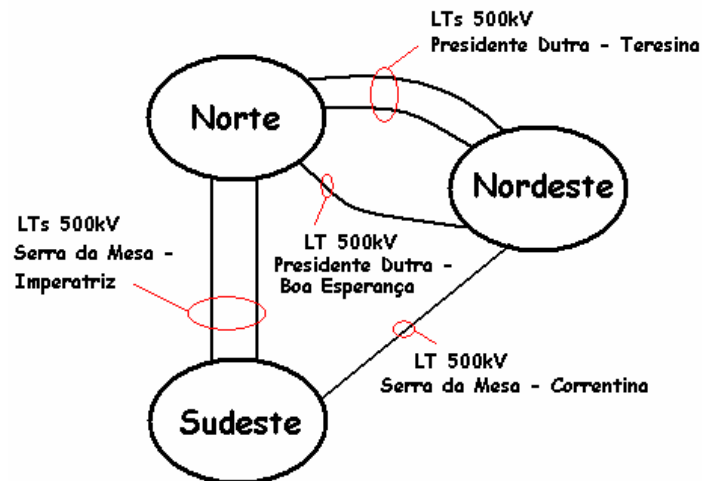 LTs 500kV
Presidente Dutra - Teresina
Norte
Nordeste
LTs 500kV
Serra da Mesa -
Imperatriz
LT 500kV
Presidente Dutra -
Boa Esperança
LT 500kV
Serra da Mesa - Correntina
Sudeste